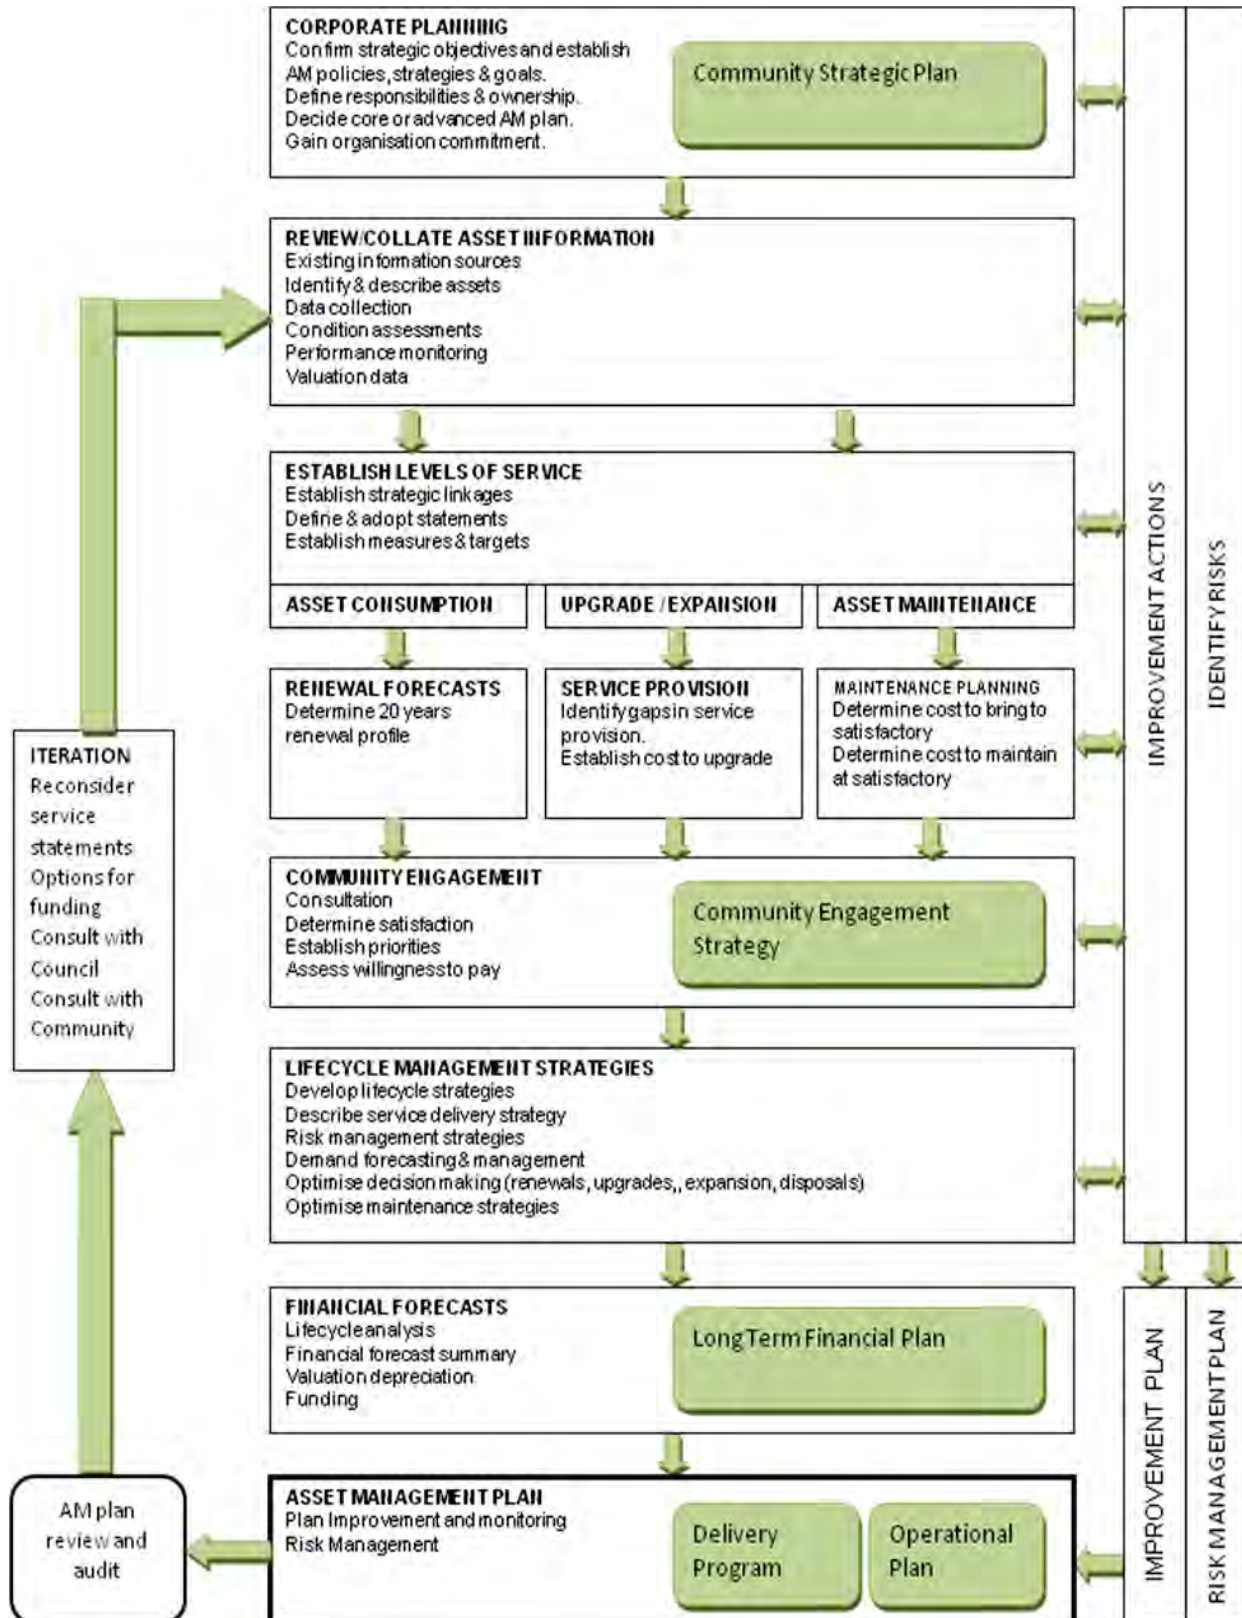 CORPORATE PLANNING
Confirm strategic objectives and establish
AM policies, strategies & goals.
Define responsibilities & ownership.
Decide core or advanced AM plan.
Gain organisation commitment.
Community Strategic Plan
REVIEW/COLLATE ASSET INFORMATION
Existing information sources
Identify & describe assets
Data collection
Condition assessments
Performance monitoring
Valuation data
ESTABLISH LEVELS OF SERVICE
Establish strategic linkages
Define & adopt statements
Establish measures & targets
ASSET CONSUMPTION
UPGRADE / EXPANSION
ASSET MAINTENANCE
RENEWAL FORECASTS
Determine 20 years
renewal profile
SERVICE PROVISION
Identify gaps in service
provision.
Establish cost to upgrade
MAINTENANCE PLANNING
Determine cost to bring to
satisfactory
Determine cost to maintain
at satisfactory
COMMUNITY ENGAGEMENT
Consultation
Determine satisfaction
Establish priorities
Assess willingness to pay
Community Engagement
Strategy
LIFECYCLE MANAGEMENT STRATEGIES
Develop lifecycle strategies
Describe service delivery strategy
Risk management strategies
Demand forecasting & management
Optimise decision making (renewals, upgrades,, expansion, disposals)
Optimise maintenance strategies
FINANCIAL FORECASTS
Lifecycle analysis
Financial forecast summary
Valuation depreciation
Funding
Long Term Financial Plan
ASSET MANAGEMENT PLAN
Plan Improvement and monitoring
Risk Management
Delivery
Program
Operational
Plan
AM plan
review and
audit
ITERATION
Reconsider
service
statements
Options for
funding
Consult with
Council
Consult with
Community
IMPROVEMENT ACTIONS
IDENTIFY RISKS
IMPROVEMENT PLAN
RISK MANAGEMENT PLAN